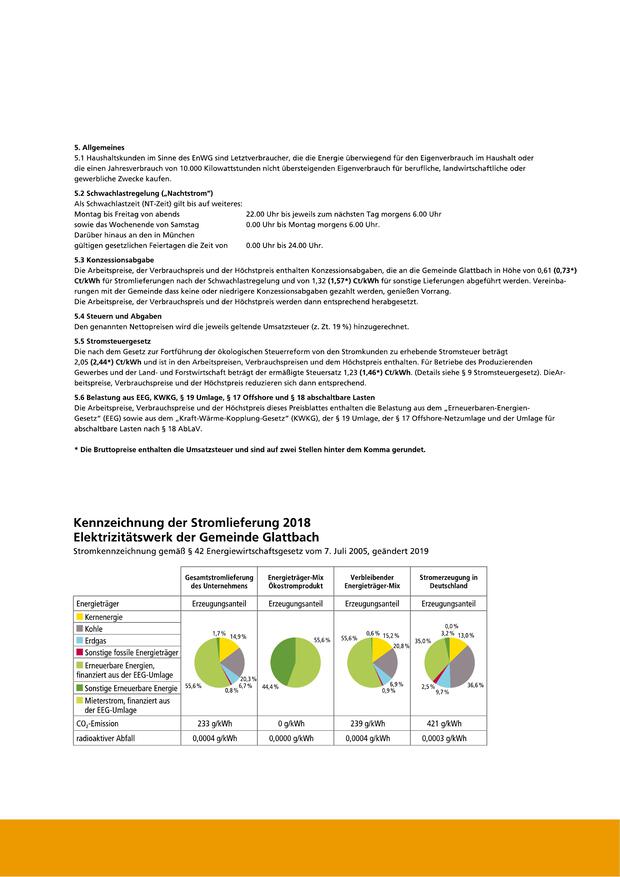 5. Allgemeines
5.1 Haushaltskunden im Sinne des EnWG sind Letztverbraucher, die die Energie überwiegend für den Eigenverbrauch im Haushalt oder
die einen Jahresverbrauch von 10.000 Kilowattstunden nicht übersteigenden Eigenverbrauch für berufliche, landwirtschaftliche oder
gewerbliche Zwecke kaufen.
5.2 Schwachlastregelung („Nachtstrom")
Als Schwachlastzeit (NT-Zeit) gilt bis auf weiteres:
Montag bis Freitag von abends 22.00 Uhr bis jeweils zum nächsten Tag morgens 6.00 Uhr
sowie das Wochenende von Samstag 0.00 Uhr bis Montag morgens 6.00 Uhr.
Darüber hinaus an den in München
gültigen gesetzlichen Feiertagen die Zeit von 0.00 Uhr bis 24.00 Uhr.
5.3 Konzessionsabgabe
Die Arbeitspreise, der Verbrauchspreis und der Höchstpreis enthalten Konzessionsabgaben, die an die Gemeinde Glattbach in Höhe von 0,61 (0,73*)
Ct/kWh für Stromlieferungen nach der Schwachlastregelung und von 1,32 (1,57*) Ct/kWh für sonstige Lieferungen abgeführt werden. Vereinba-
rungen mit der Gemeinde dass keine oder niedrigere Konzessionsabgaben gezahlt werden, genießen Vorrang.
Die Arbeitspreise, der Verbrauchspreis und der Höchstpreis werden dann entsprechend herabgesetzt.
5.4 Steuern und Abgaben
Den genannten Nettopreisen wird die jeweils geltende Umsatzsteuer (z. Zt. 19 %) hinzugerechnet.
5.5 Stromsteuergesetz
Die nach dem Gesetz zur Fortführung der ökologischen Steuerreform von den Stromkunden zu erhebende Stromsteuer beträgt
2,05 (2,44*) Ct/kWh und ist in den Arbeitspreisen, Verbrauchspreisen und dem Höchstpreis enthalten. Für Betriebe des Produzierenden
Gewerbes und der Land- und Forstwirtschaft beträgt der ermäßigte Steuersatz 1,23 (1,46*) Ct/kWh. (Details siehe § 9 Stromsteuergesetz). DieAr-
beitspreise, Verbrauchspreise und der Höchstpreis reduzieren sich dann entsprechend.
5.6 Belastung aus EEG, KWKG, § 19 Umlage, § 17 Offshore und § 18 abschaltbare Lasten
Die Arbeitspreise, Verbrauchspreise und der Höchstpreis dieses Preisblattes enthalten die Belastung aus dem „Erneuerbaren-Energien-
Gesetz" (EEG) sowie aus dem „Kraft-Wärme-Kopplung-Gesetz" (KWKG), der § 19 Umlage, der § 17 Offshore-Netzumlage und der Umlage für
abschaltbare Lasten nach § 18 AbLaV.
* Die Bruttopreise enthalten die Umsatzsteuer und sind auf zwei Stellen hinter dem Komma gerundet.
Kennzeichnung der Stromlieferung 2018
Elektrizitätswerk der Gemeinde Glattbach
Stromkennzeichnung gemäß § 42 Energiewirtschaftsgesetz vom 7. Juli 2005, geändert 2019
Gesamtstromlieferung Energieträger-Mix Verbleibender Stromerzeugung in
des Unternehmens Ökostromprodukt Energieträger-Mix Deutschland
Energieträger Erzeugungsanteil Erzeugungsanteil Erzeugungsanteil Erzeugungsanteil
Kernenergie
Kohle
Erdgas
Sonstige fossile Energieträger
Erneuerbare Energien,
finanziert aus der EEG-Umlage
Sonstige Erneuerbare Energie
Mieterstrom, finanziert aus
der EEG-Umlage
1,7 % 14,9 %
20,3 %
6,7 %
0,8 %
55,6 %
55,6 %
44,4 %
55,6 % 0,6 % 15,2 %
20,8 %
6,9 %
0,9 %
0,0 %
3,2 % 13,0 %
35,0 %
36,6 %
2,5 %
9,7 %
CO2-Emission 233 g/kWh 0 g/kWh 239 g/kWh 421 g/kWh
radioaktiver Abfall 0,0004 g/kWh 0,0000 g/kWh 0,0004 g/kWh 0,0003 g/kWh